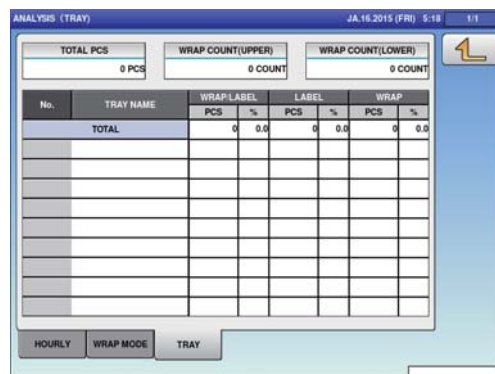 ANALYSIS (TRAY) JA.16.2015 (FRI) 5:18 1/1
TOTAL PCS WRAP COUNT(UPPER) WRAP COUNT(LOWER)
0 PCS 0 COUNT 0 COUNT
No. TRAY NAME WRAP/LABEL LABEL WRAP
PCS % PCS % PCS %
TOTAL 0 0.0 0 0.0 0 0.0
HOURLY WRAP MODE TRAY